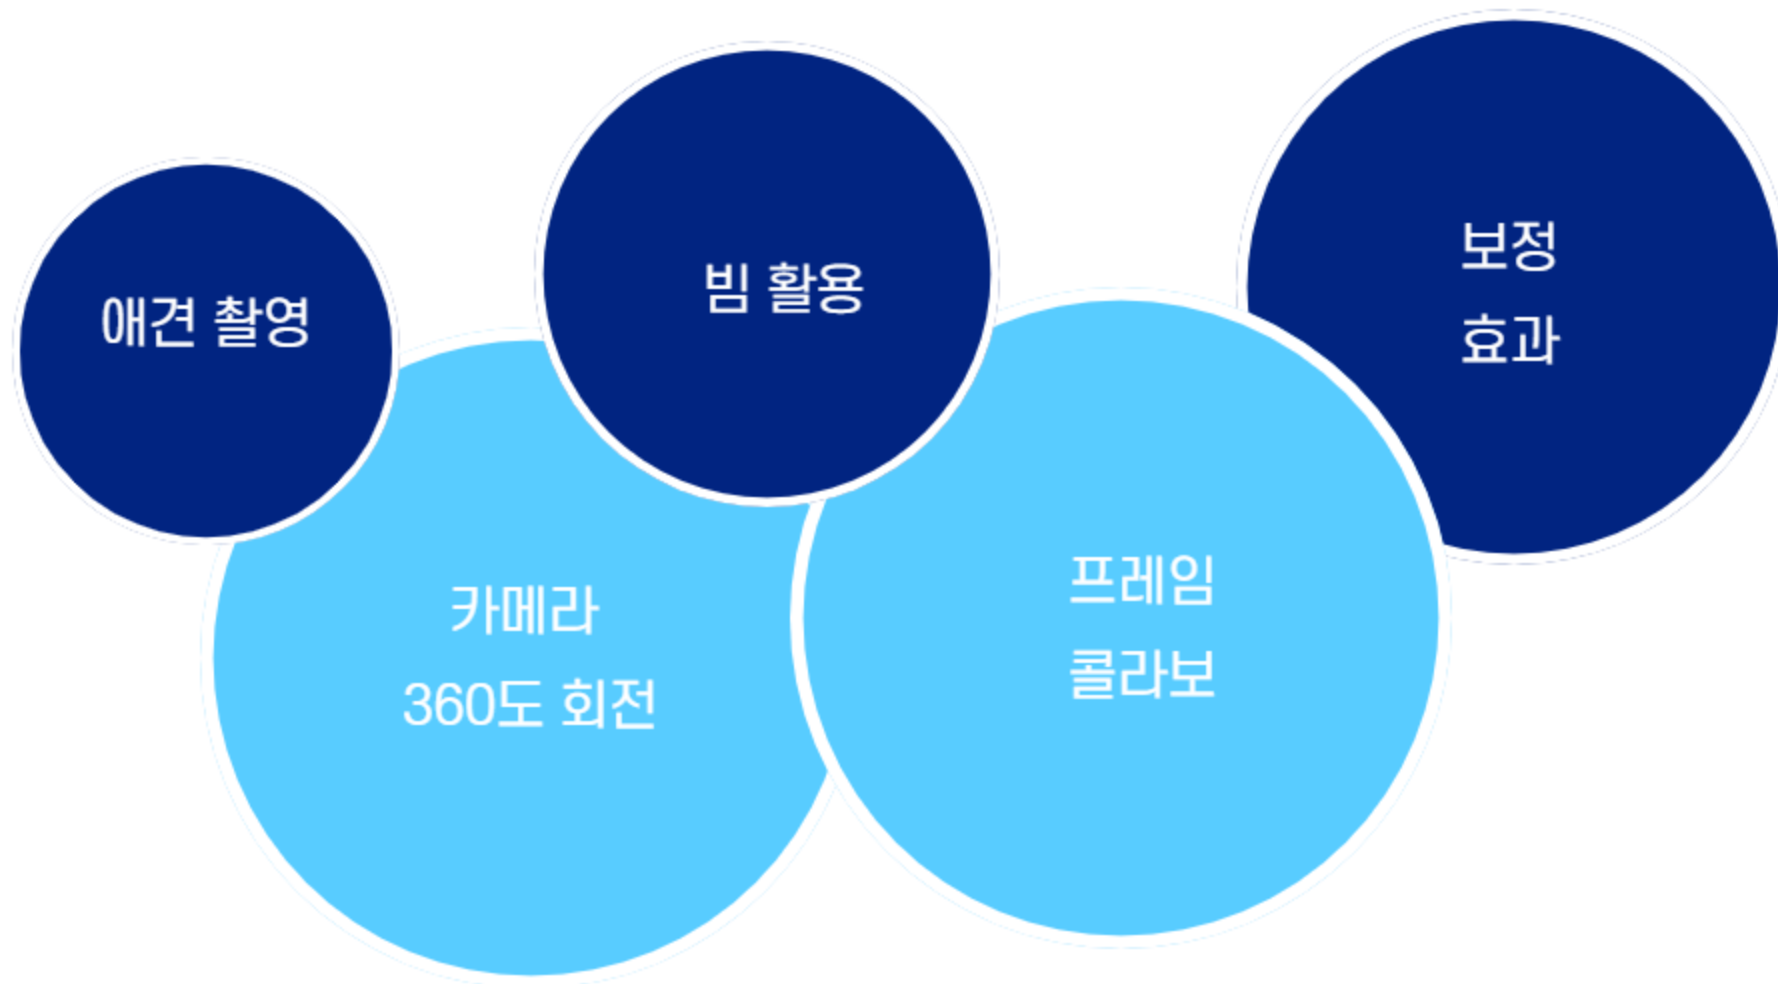 애견 촬영
빔 활용
보정
효과
카메라
360도 회전
프레임
콜라보